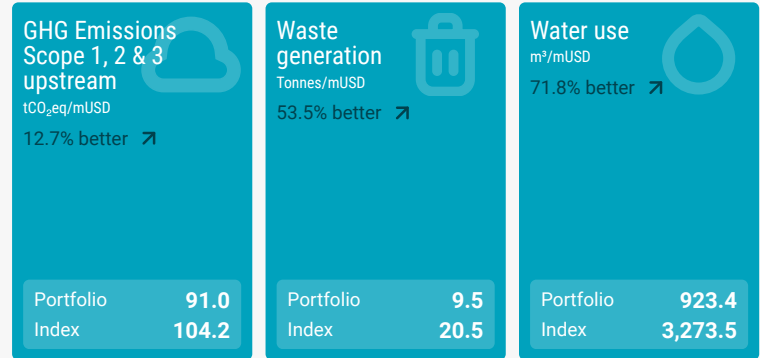 GHG Emissions
Scope 1, 2 & 3
upstream
tCO₂eq/mUSD
12.7% better
Portfolio 91.0
Index 104.2
Waste
generation
Tonnes/mUSD
53.5% better
Portfolio 9.5
Index 20.5
Water use
m³/mUSD
71.8% better
Portfolio 923.4
Index 3,273.5